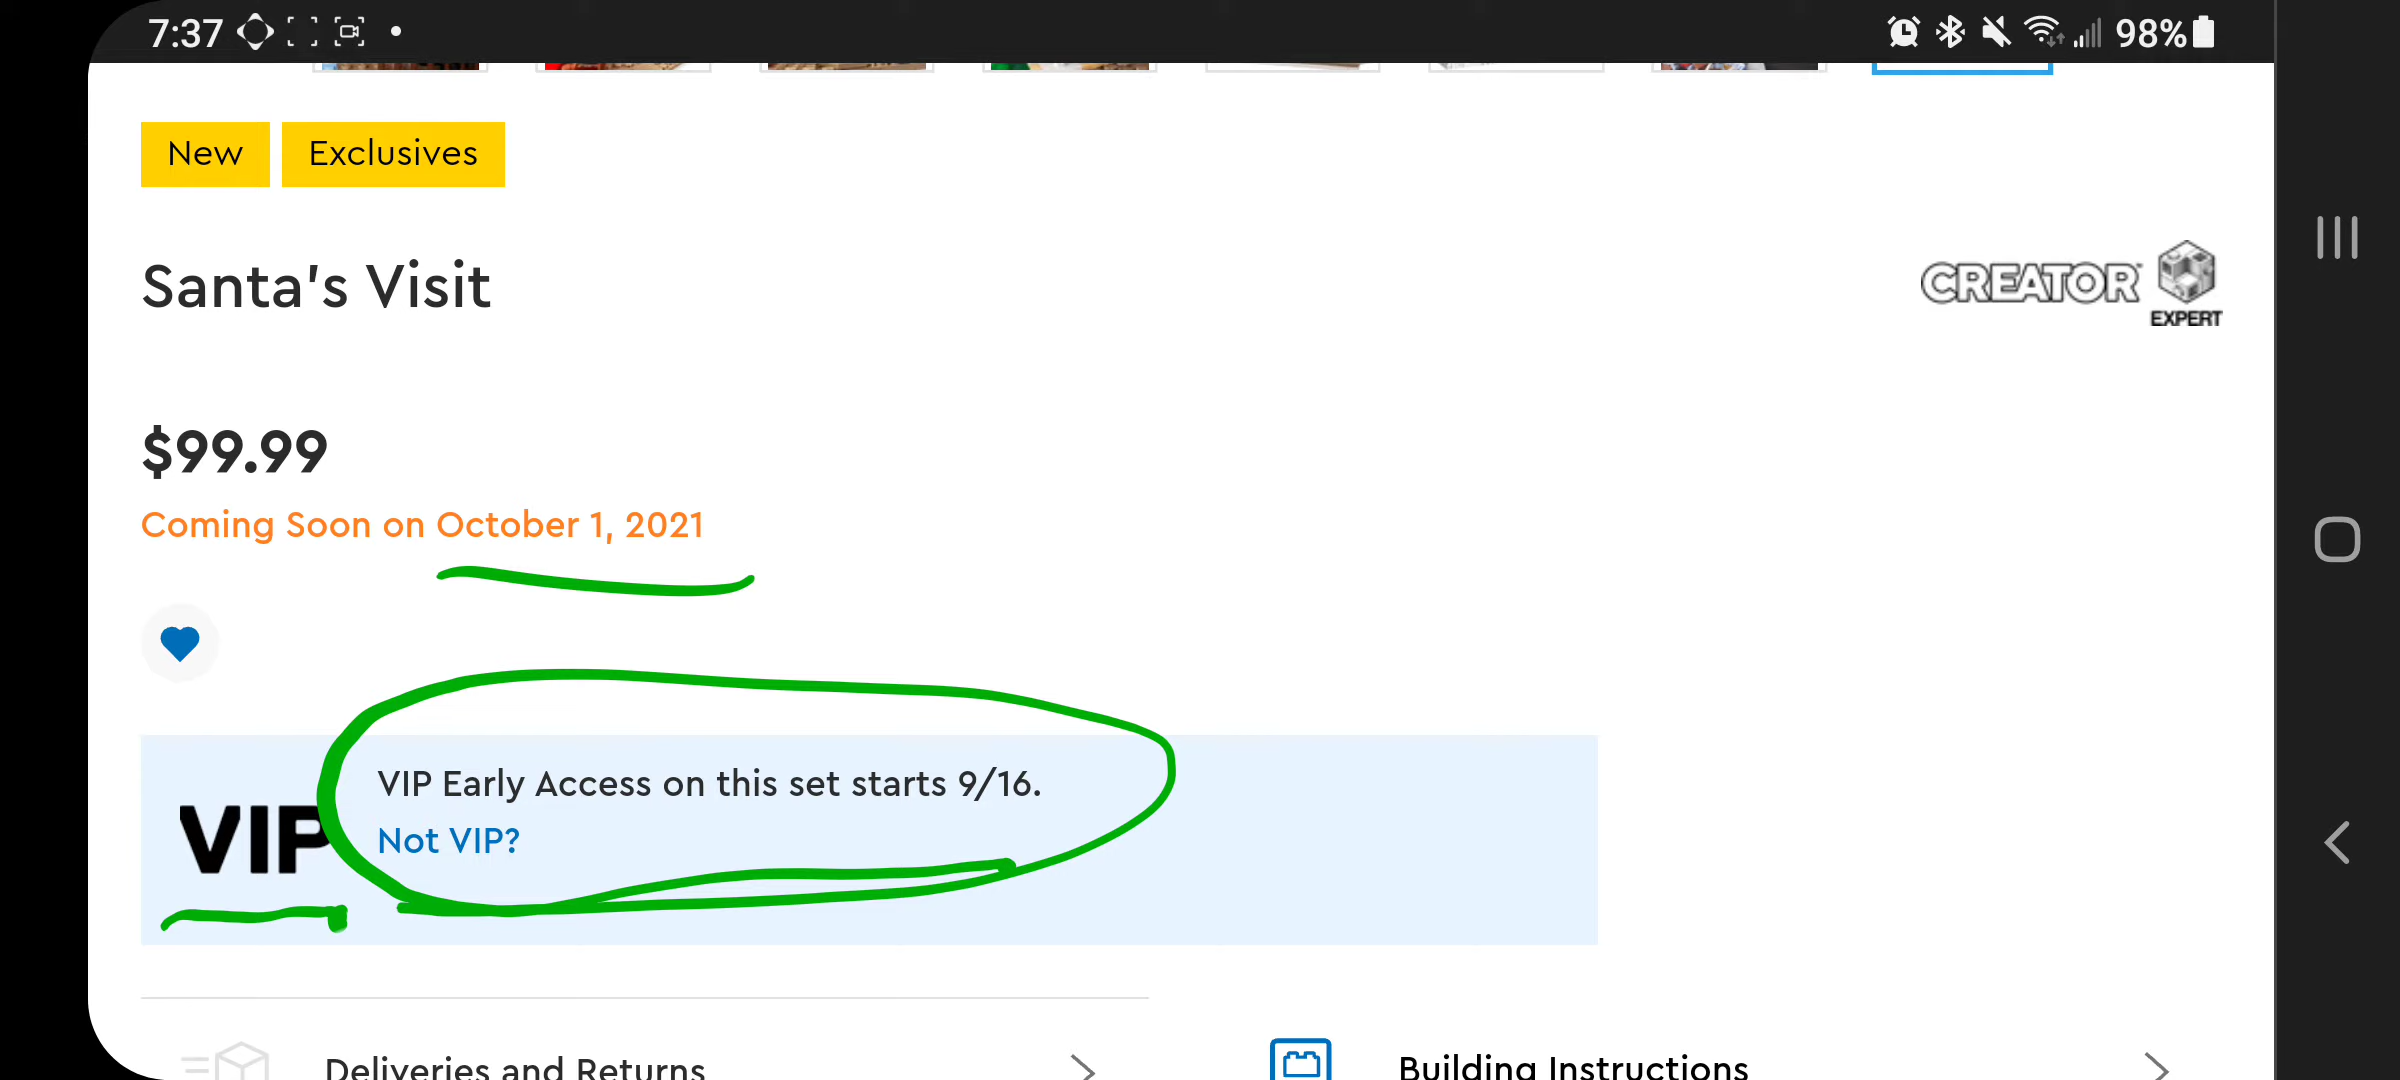 7:37
98%
New
Exclusives
Santa's Visit
CREATOR
EXPERT
$99.99
Coming Soon on October 1, 2021
VIP
VIP Early Access on this set starts 9/16.
Not VIP?
Deliveries and Returns
Building Instructions